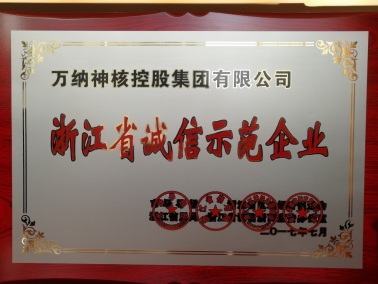 万纳神核控股集团有限公司
浙江省诚信示范企业
二〇一七年七月